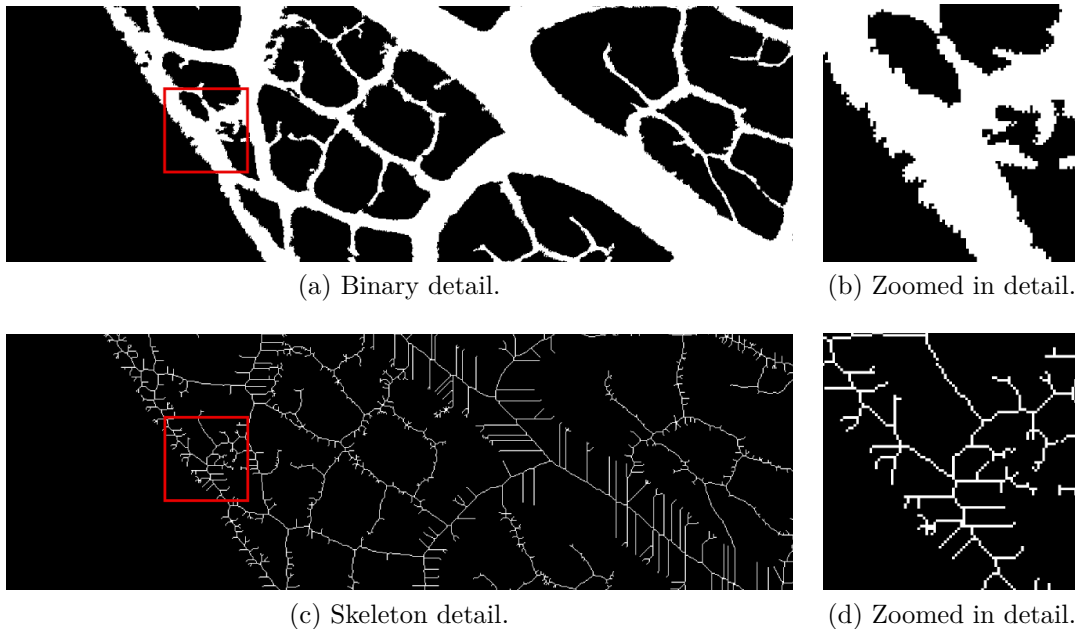 (a) Binary detail.
(b) Zoomed in detail.
(c) Skeleton detail.
(d) Zoomed in detail.